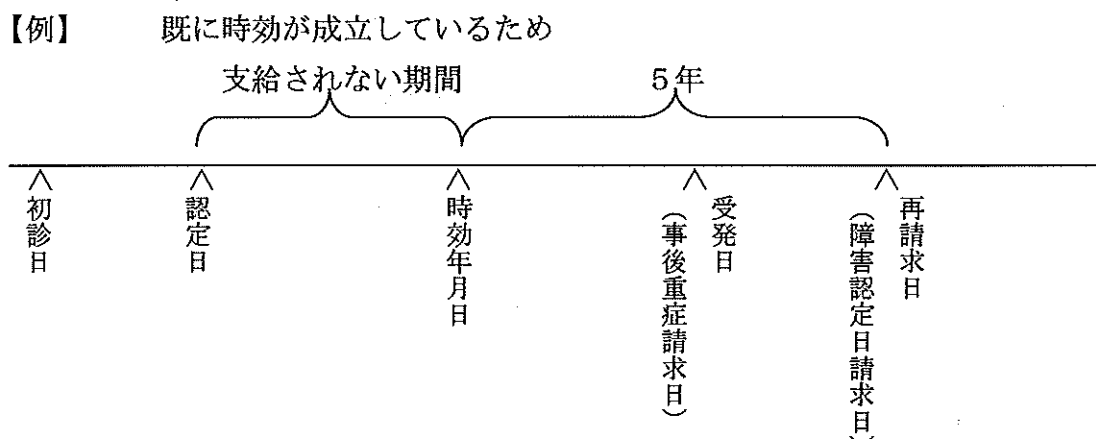 【例】 既に時効が成立しているため
支給されない期間 5年
初診日
認定日
時効年月日
受発日
(事後重症請求日)
再請求日
(障害認定日請求日)